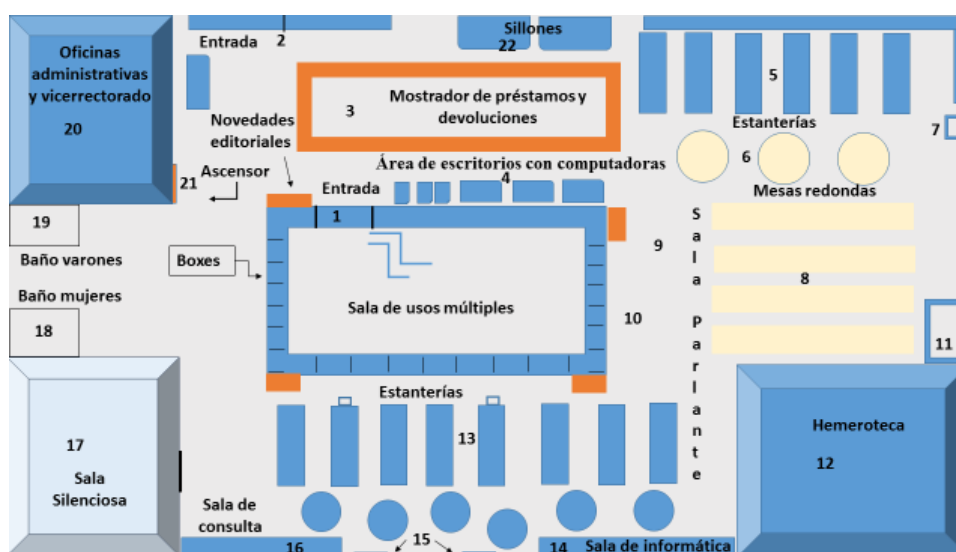 Oficinas
administrativas
y vicerrectorado
20
Entrada
2
Sillones
22
3
Mostrador de préstamos y
devoluciones
5
Estanterías
7
6
Mesas redondas
Novedades
editoriales
Área de escritorios con computadoras
4
21
Ascensor
Entrada
1
19
Baño varones
Boxes
Sala de usos múltiples
9
10
Sala Parlante
8
Baño mujeres
18
11
Estanterías
13
17
Sala
Silenciosa
Hemeroteca
12
Sala de
consulta
16
15
14
Sala de informática